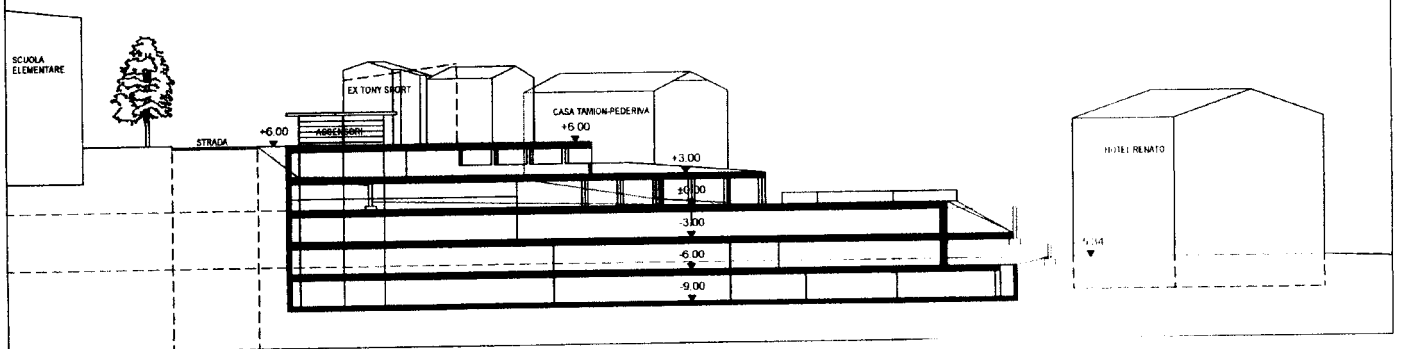 SCUOLA
ELEMENTARE
EX TONY SPORT
CASA TAMION-PEDERIVA
+6.00
+6.00
ASCENSORI
STRADA
HOTEL RENATO
+3.00
±0.00
-3.00
-6.00
-9.00